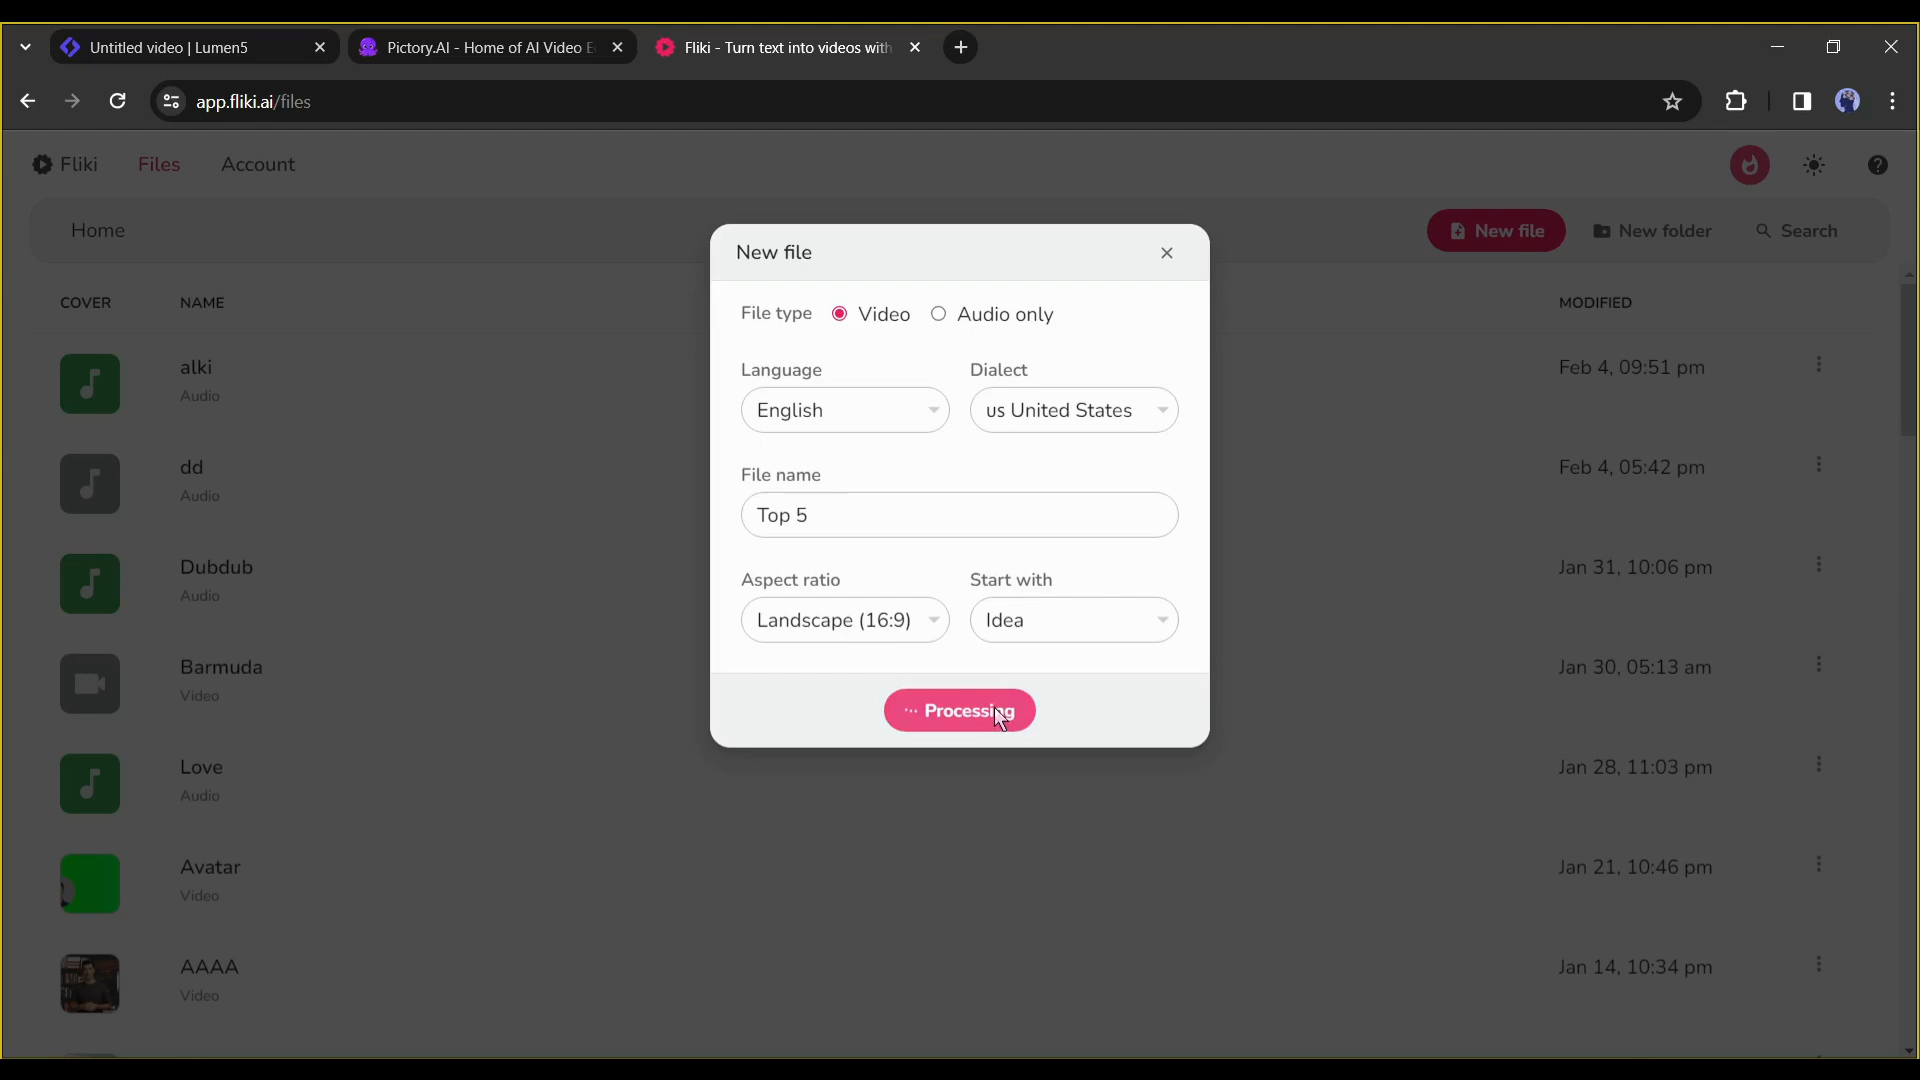 Untitled video | Lumen5
Pictory.AI - Home of AI Video E
Fliki - Turn text into videos with
app.fliki.ai/files
Fliki
Files
Account
Home
New file
New folder
Search
COVER
NAME
MODIFIED
alki
Audio
Feb 4, 09:51 pm
dd
Audio
Feb 4, 05:42 pm
Dubdub
Audio
Jan 31, 10:06 pm
Barmuda
Video
Jan 30, 05:13 am
Love
Audio
Jan 28, 11:03 pm
Avatar
Video
Jan 21, 10:46 pm
AAAA
Video
Jan 14, 10:34 pm
New file
File type
Video
Audio only
Language
Dialect
English
us United States
File name
Top 5
Aspect ratio
Start with
Landscape (16:9)
Idea
··· Processing